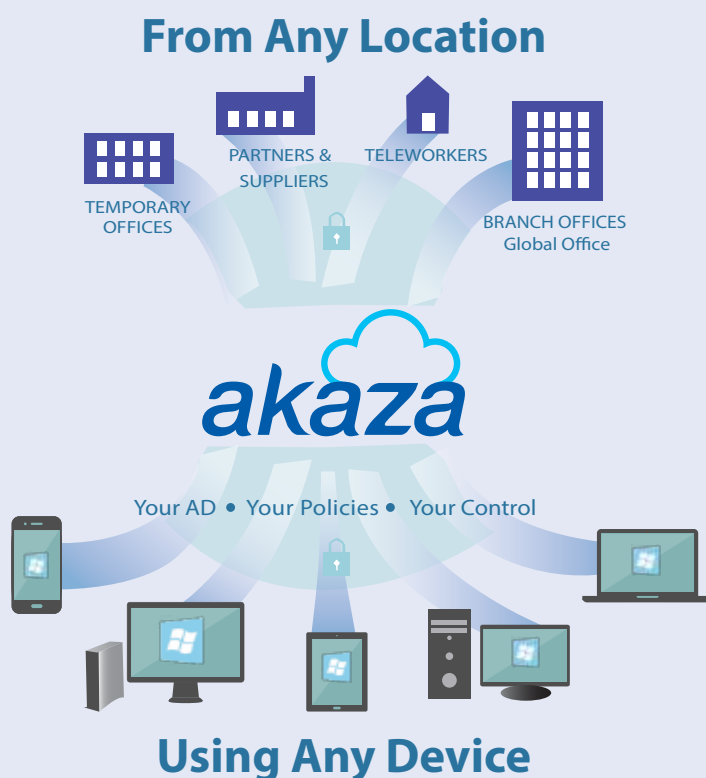 From Any Location
PARTNERS &
SUPPLIERS
TELEWORKERS
TEMPORARY
OFFICES
BRANCH OFFICES
Global Office
akaza
Your AD • Your Policies • Your Control
Using Any Device